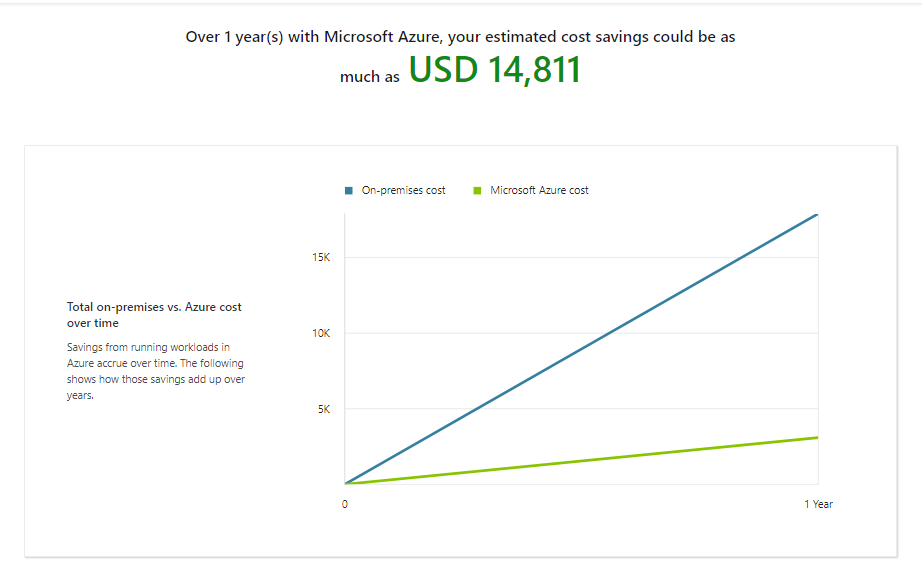 Over 1 year(s) with Microsoft Azure, your estimated cost savings could be as
much as USD 14,811
On-premises cost
Microsoft Azure cost
15K
10K
5K
Total on-premises vs. Azure cost
over time
Savings from running workloads in
Azure accrue over time. The following
shows how those savings add up over
years.
0
1 Year